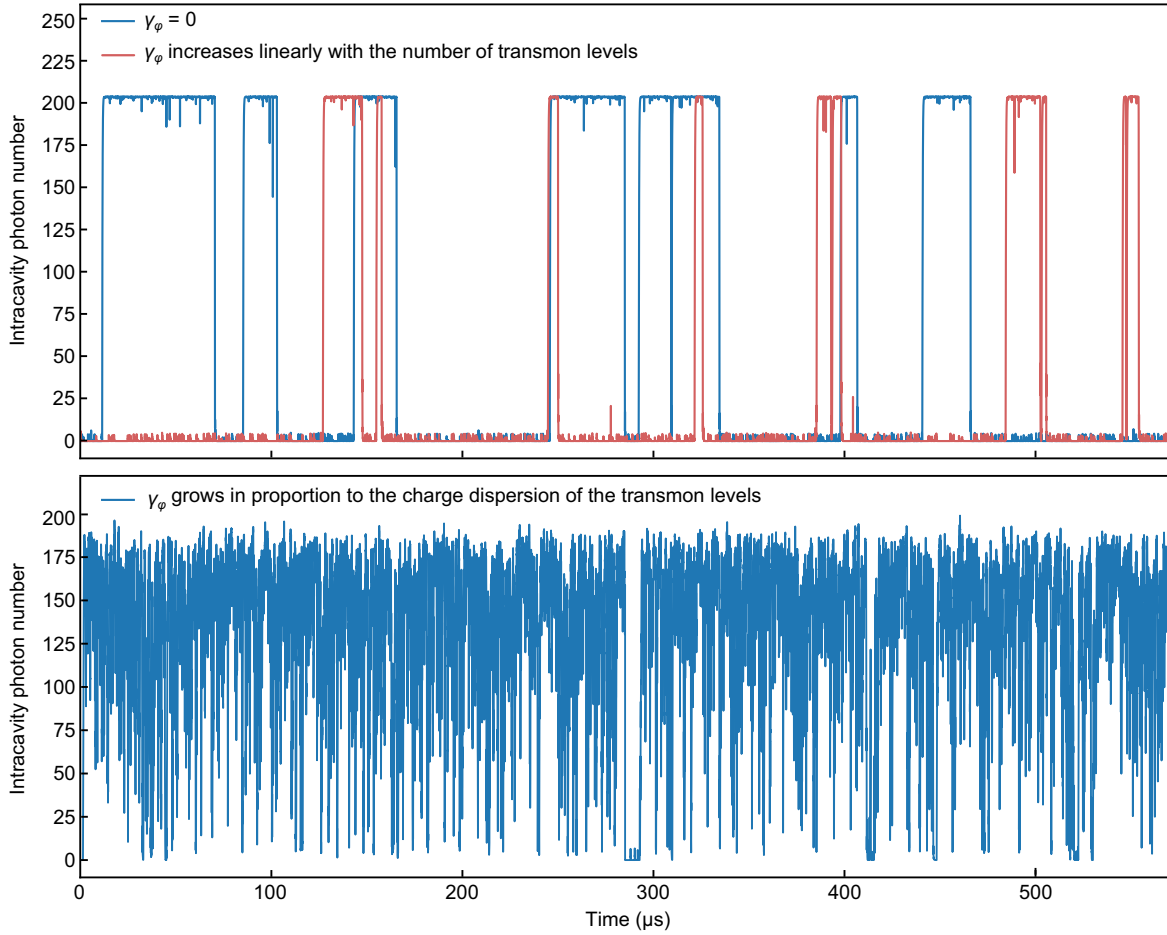 γφ = 0
γφ increases linearly with the number of transmon levels
250
225
200
175
150
125
100
75
50
25
0
Intracavity photon number
γφ grows in proportion to the charge dispersion of the transmon levels
200
175
150
125
100
75
50
25
0
Intracavity photon number
0 100 200 300 400 500
Time (μs)